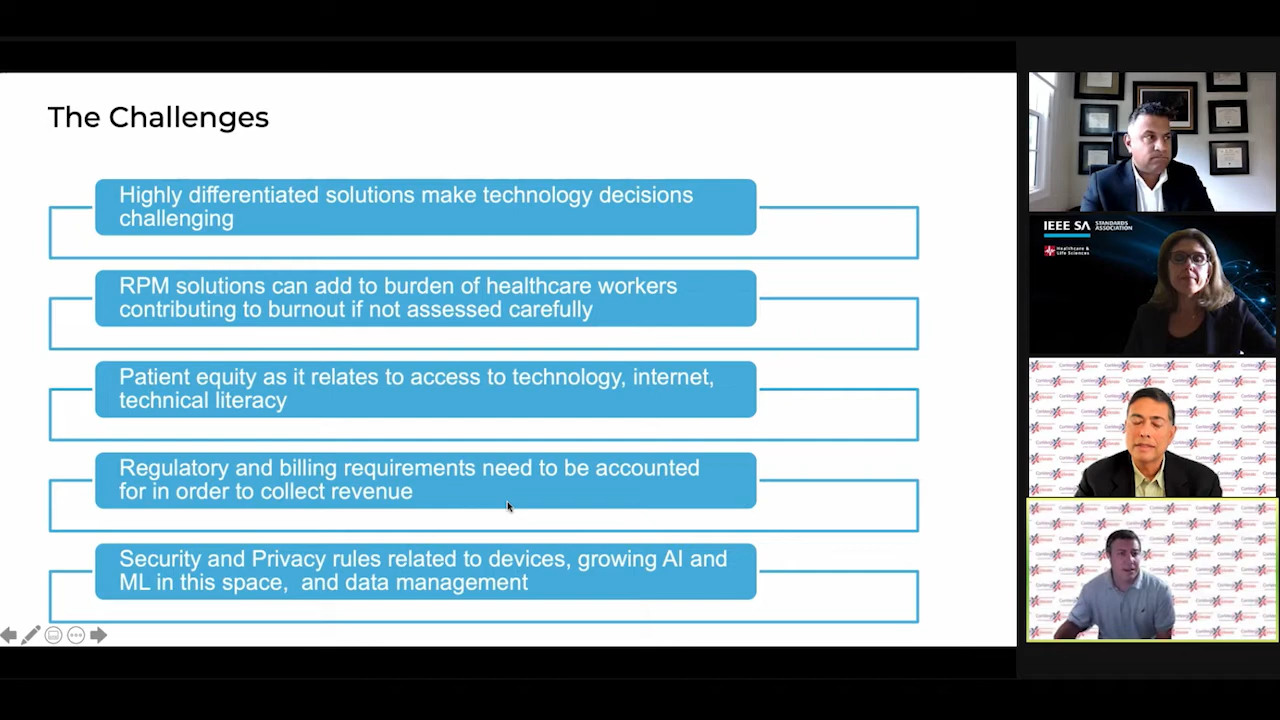 The Challenges
Highly differentiated solutions make technology decisions
challenging
RPM solutions can add to burden of healthcare workers
contributing to burnout if not assessed carefully
Patient equity as it relates to access to technology, internet,
technical literacy
Regulatory and billing requirements need to be accounted
for in order to collect revenue
Security and Privacy rules related to devices, growing AI and
ML in this space,  and data management
IEEE SA STANDARDS
ASSOCIATION
Healthcare &
Life Sciences